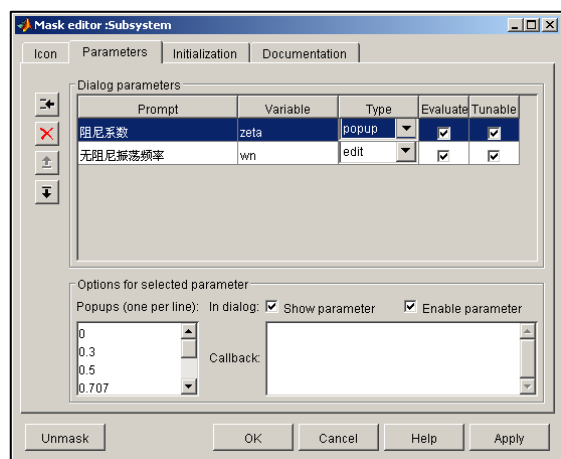 Mask editor :Subsystem
Icon Parameters Initialization Documentation
Dialog parameters
Prompt Variable Type Evaluate Tunable
阻尼系数 zeta popup
无阻尼振荡频率 wn edit
Options for selected parameter
Popups (one per line): In dialog: Show parameter Enable parameter
0
0.3
0.5
0.707
Callback:
Unmask OK Cancel Help Apply